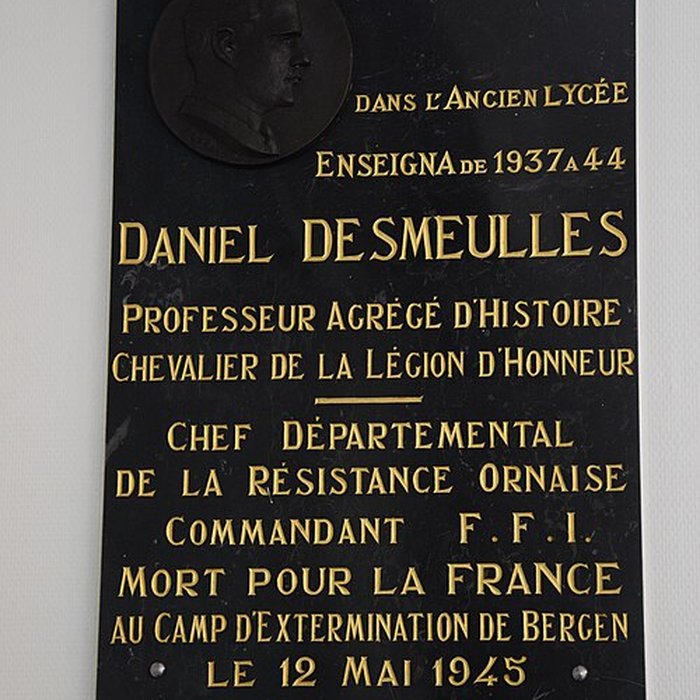 DANS L'ANCIEN LYCÉE
ENSEIGNA DE 1937 A 44
DANIEL DESMEULLES
PROFESSEUR AGRÉGÉ D'HISTOIRE
CHEVALIER DE LA LÉGION D'HONNEUR
CHEF DÉPARTEMENTAL
DE LA RÉSISTANCE ORNAISE
COMMANDANT F.F.I.
MORT POUR LA FRANCE
AU CAMP D'EXTERMINATION DE BERGEN
LE 12 MAI 1945